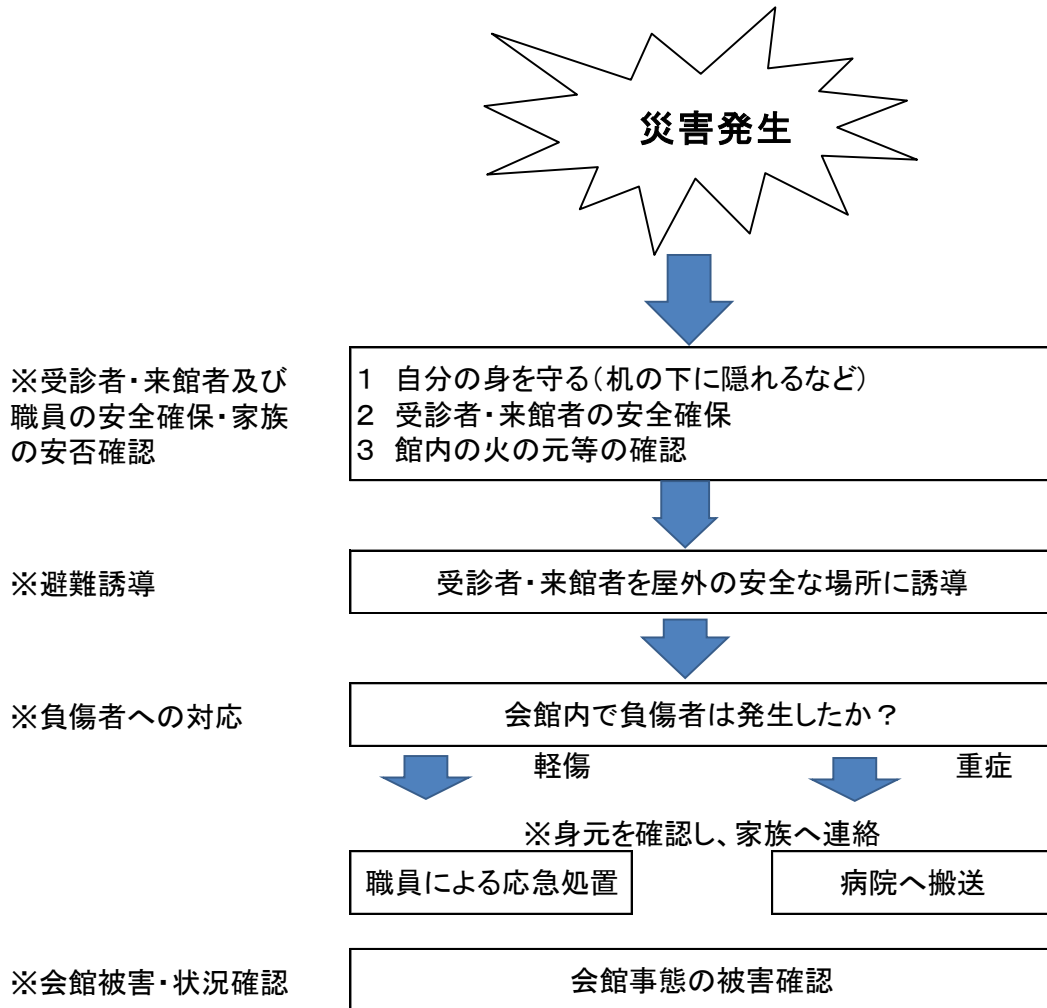 災害発生
※受診者・来館者及び
職員の安全確保・家族
の安否確認
1 自分の身を守る（机の下に隠れるなど）
2 受診者・来館者の安全確保
3 館内の火の元等の確認
※避難誘導
受診者・来館者を屋外の安全な場所に誘導
※負傷者への対応
会館内で負傷者は発生したか？
軽傷
重症
※身元を確認し、家族へ連絡
職員による応急処置
病院へ搬送
※会館被害・状況確認
会館事態の被害確認